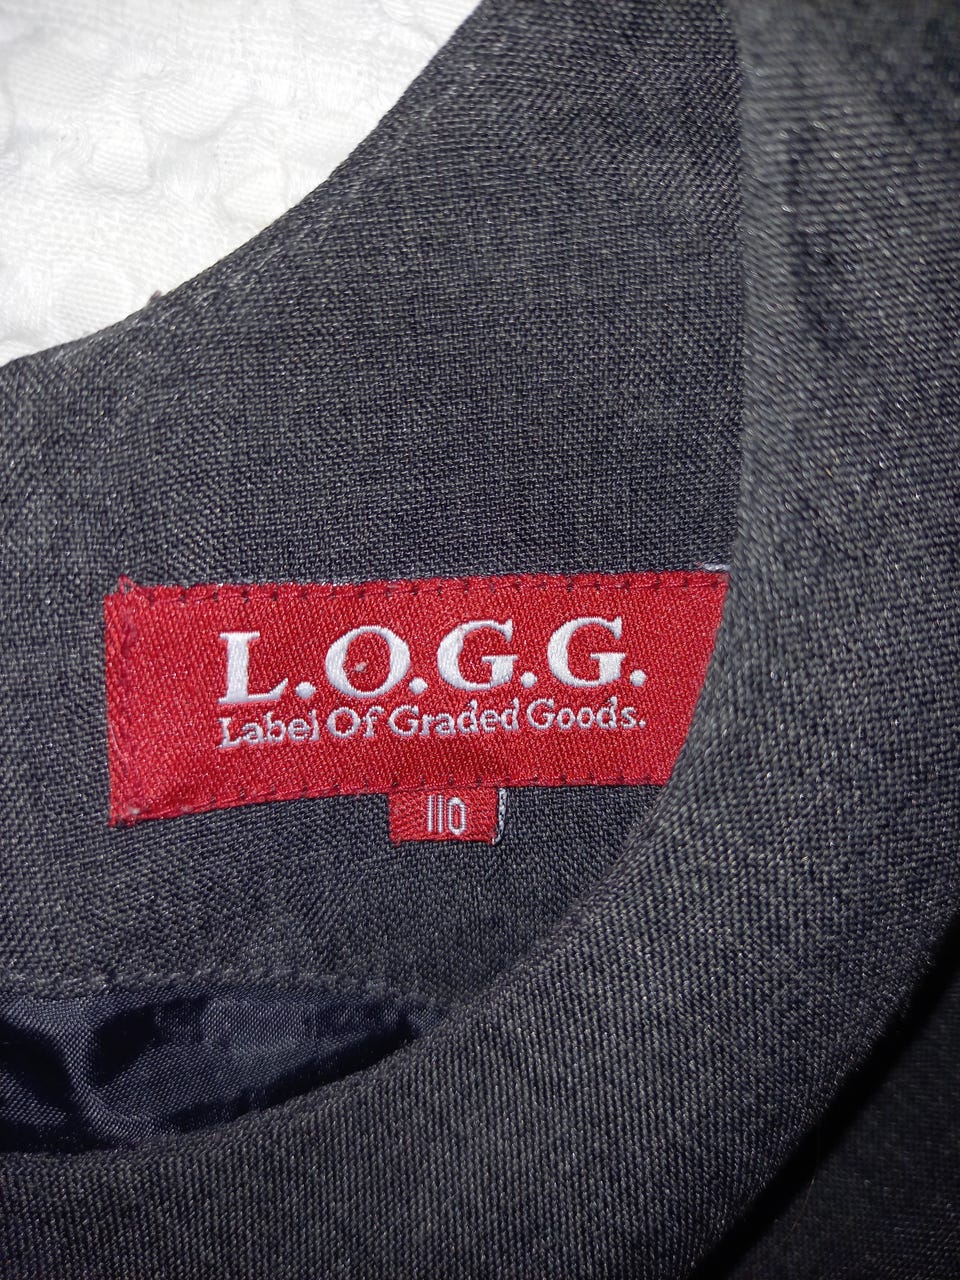 L.O.G.G.
Label Of Graded Goods.
110